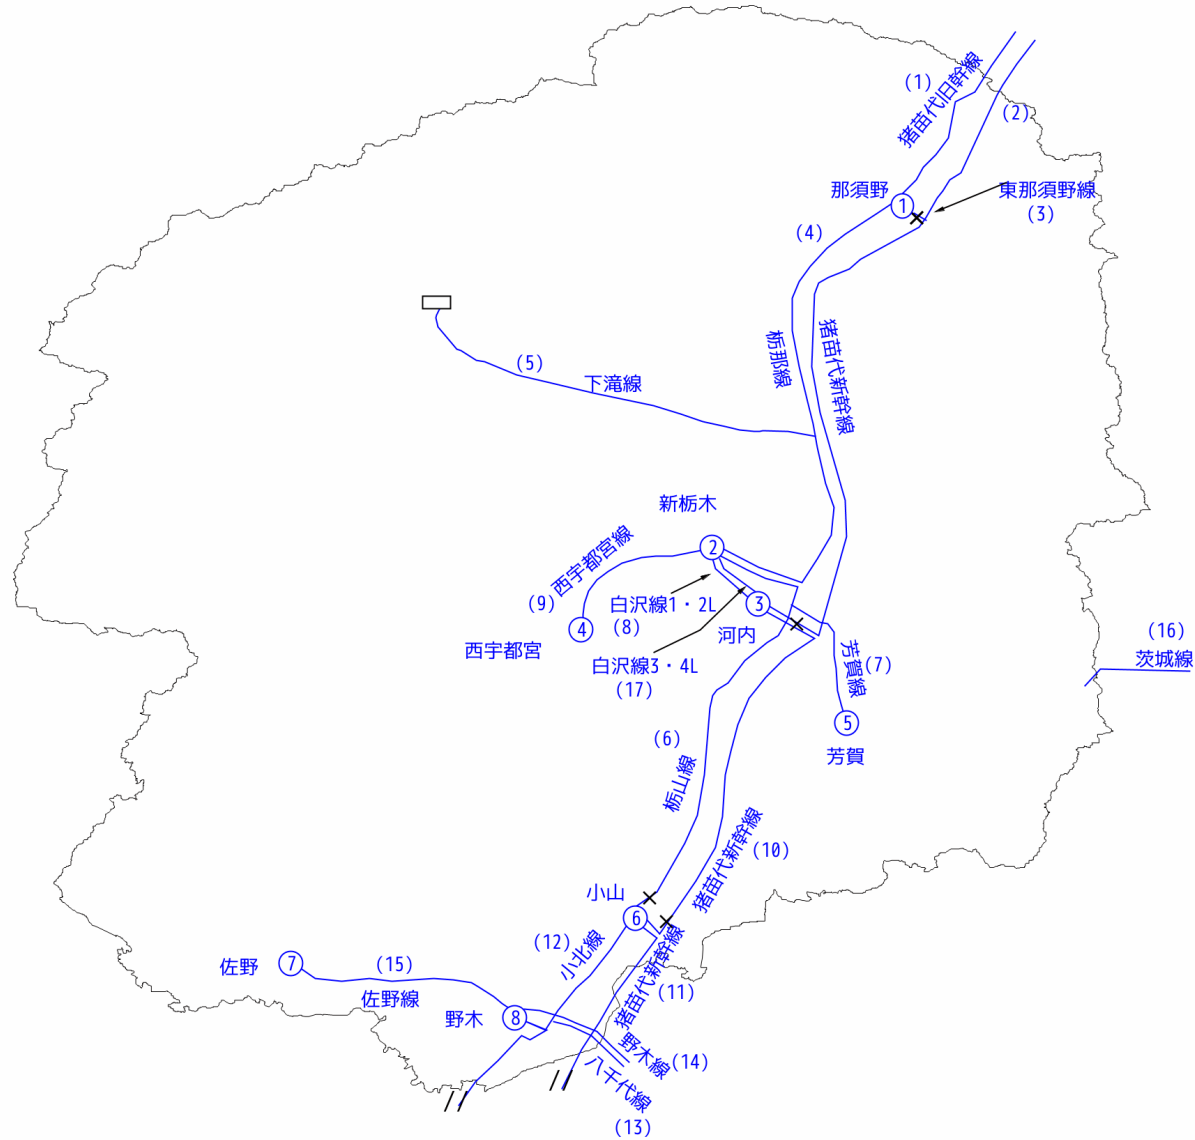 (1)
猪苗代旧幹線
(2)
那須野
①
東那須野線
(3)
(4)
猪苗代新幹線
栃那線
(5)
下滝線
新栃木
②
西宇都宮線
(9)
白沢線1・2L
(8)
③
④
河内
西宇都宮
白沢線3・4L
(17)
芳賀線
(7)
(16)
茨城線
⑤
芳賀
(6)
栃山線
猪苗代新幹線
(10)
小山
⑥
(12)
小北線
猪苗代新幹線
(11)
佐野
⑦
(15)
佐野線
野木
⑧
野木線
(14)
八千代線
(13)